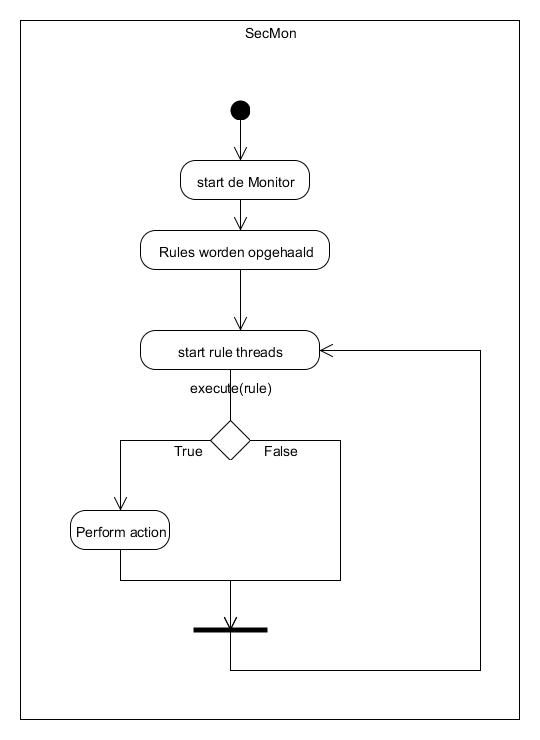 SecMon
start de Monitor
Rules worden opgehaald
start rule threads
execute(rule)
True
False
Perform action